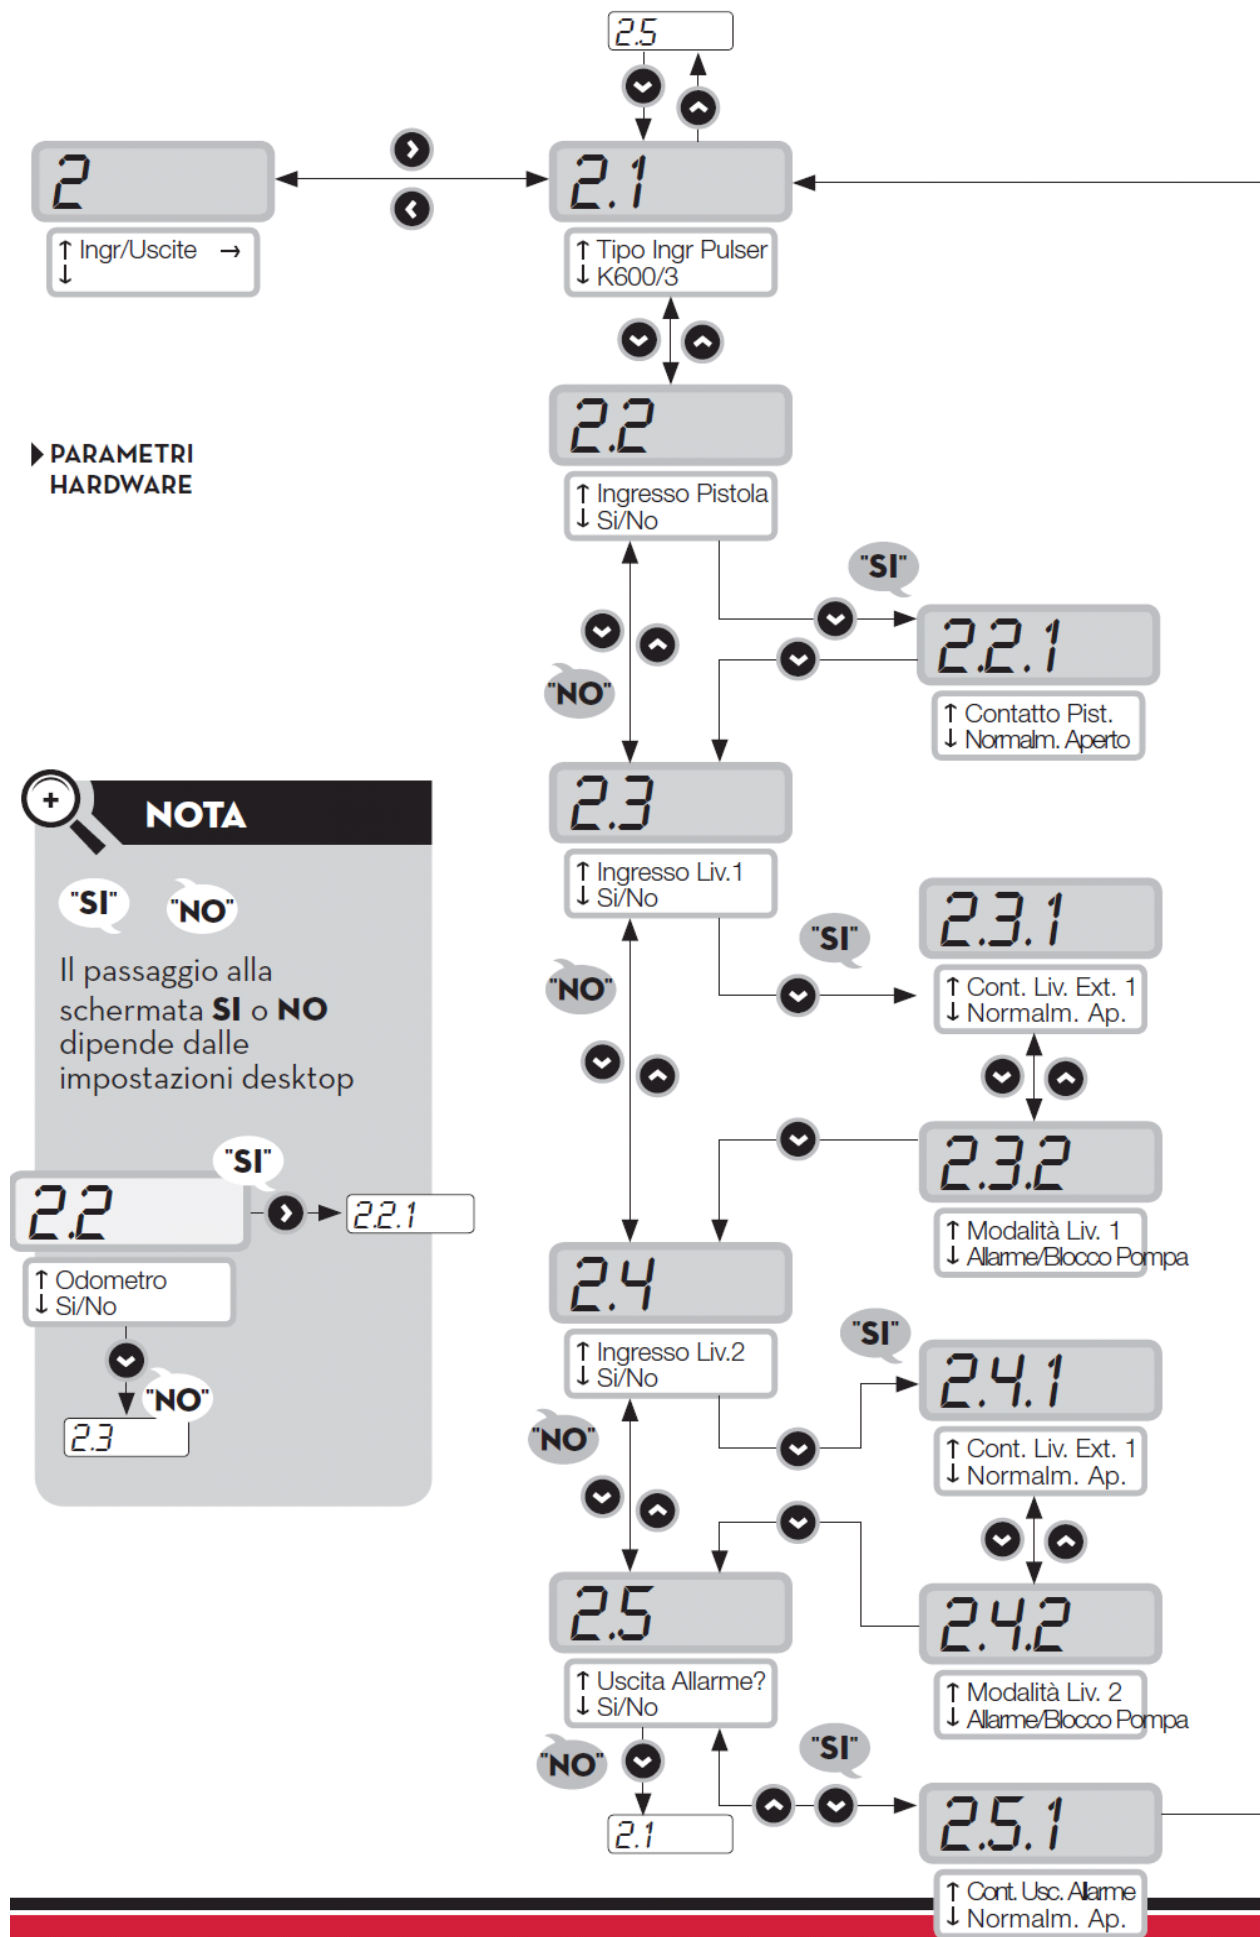 2.5
2
↑ Ingr/Uscite →
↓
2.1
↑ Tipo Ingr Pulser
↓ K600/3
PARAMETRI
HARDWARE
2.2
↑ Ingresso Pistola
↓ Si/No
"SI"
2.2.1
↑ Contatto Pist.
↓ Normalm. Aperto
"NO"
2.3
↑ Ingresso Liv.1
↓ Si/No
"SI"
2.3.1
↑ Cont. Liv. Ext. 1
↓ Normalm. Ap.
"NO"
2.3.2
↑ Modalità Liv. 1
↓ Allarme/Blocco Pompa
2.4
↑ Ingresso Liv.2
↓ Si/No
"SI"
2.4.1
↑ Cont. Liv. Ext. 1
↓ Normalm. Ap.
"NO"
2.4.2
↑ Modalità Liv. 2
↓ Allarme/Blocco Pompa
2.5
↑ Uscita Allarme?
↓ Si/No
"NO"
"SI"
2.1
2.5.1
↑ Cont. Usc. Allarme
↓ Normalm. Ap.
NOTA
"SI" "NO"
Il passaggio alla
schermata SI o NO
dipende dalle
impostazioni desktop
"SI"
2.2
2.2.1
↑ Odometro
↓ Si/No
"NO"
2.3